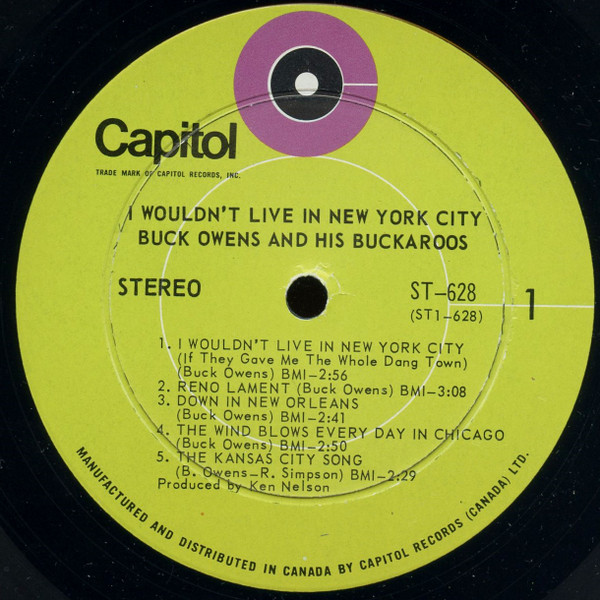 Capitol
TRADE MARK OF CAPITOL RECORDS, INC.
I WOULDN'T LIVE IN NEW YORK CITY
BUCK OWENS AND HIS BUCKAROOS
STEREO
ST–628
(ST1–628)
1
1. I WOULDN'T LIVE IN NEW YORK CITY
(If They Gave Me The Whole Dang Town)
(Buck Owens) BMI–2:56
2. RENO LAMENT (Buck Owens) BMI–3:08
3. DOWN IN NEW ORLEANS
(Buck Owens) BMI–2:41
4. THE WIND BLOWS EVERY DAY IN CHICAGO
(Buck Owens) BMI–2:50
5. THE KANSAS CITY SONG
(B. Owens–R. Simpson) BMI–2:29
Produced by Ken Nelson
MANUFACTURED AND DISTRIBUTED IN CANADA BY CAPITOL RECORDS (CANADA) LTD.